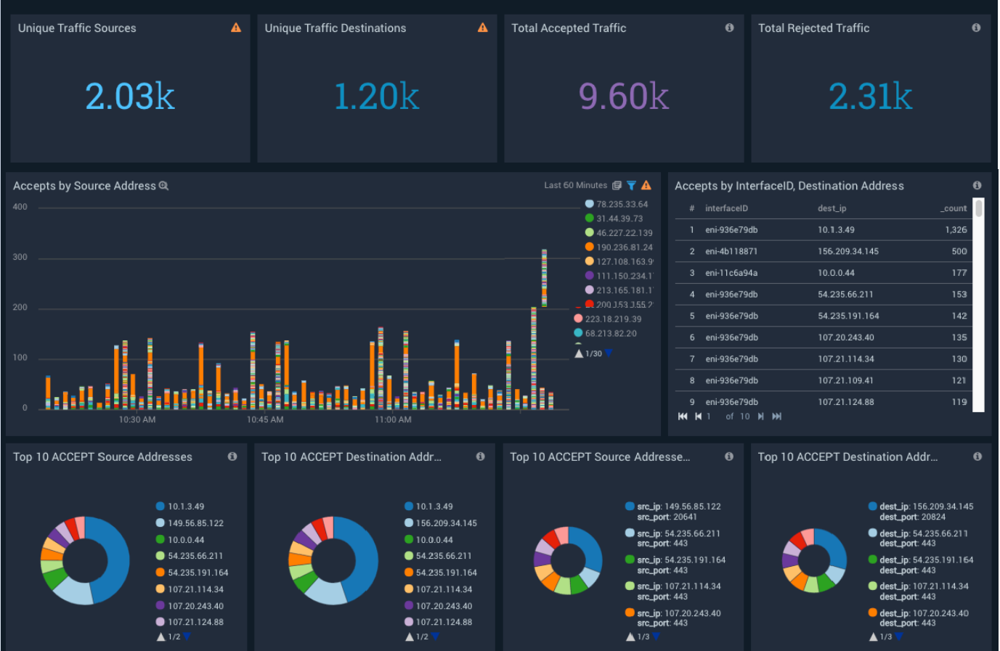 Unique Traffic Sources
2.03k
Unique Traffic Destinations
1.20k
Total Accepted Traffic
9.60k
Total Rejected Traffic
2.31k
Accepts by Source Address
Last 60 Minutes
400
300
200
100
0
10:30 AM
10:45 AM
11:00 AM
78.235.33.64
31.44.39.73
46.227.22.139
190.236.81.24
127.108.163.9
111.150.234.1
213.165.181.1
200.153.155.2
223.18.219.39
68.213.82.20
1/30
Accepts by InterfaceID, Destination Address
# interfaceID dest_ip _count
1 eni-936e79db 10.1.3.49 1,326
2 eni-4b118871 156.209.34.145 500
3 eni-11c6a94a 10.0.0.44 177
4 eni-936e79db 54.235.66.211 153
5 eni-936e79db 54.235.191.164 142
6 eni-936e79db 107.20.243.40 135
7 eni-936e79db 107.21.114.34 130
8 eni-936e79db 107.21.109.41 121
9 eni-936e79db 107.21.124.88 119
1 of 10
Top 10 ACCEPT Source Addresses
10.1.3.49
149.56.85.122
10.0.0.44
54.235.66.211
54.235.191.164
107.21.114.34
107.20.243.40
107.21.124.88
1/2
Top 10 ACCEPT Destination Addr...
10.1.3.49
156.209.34.145
10.0.0.44
54.235.66.211
54.235.191.164
107.21.114.34
107.20.243.40
107.21.124.88
1/2
Top 10 ACCEPT Source Addresse...
src_ip: 149.56.85.122
src_port: 20641
src_ip: 54.235.66.211
src_port: 443
src_ip: 54.235.191.164
src_port: 443
src_ip: 107.21.114.34
src_port: 443
src_ip: 107.20.243.40
src_port: 443
1/3
Top 10 ACCEPT Destination Addr...
dest_ip: 156.209.34.145
dest_port: 20824
dest_ip: 54.235.66.211
dest_port: 443
dest_ip: 54.235.191.164
dest_port: 443
dest_ip: 107.21.114.34
dest_port: 443
dest_ip: 107.20.243.40
dest_port: 443
1/3